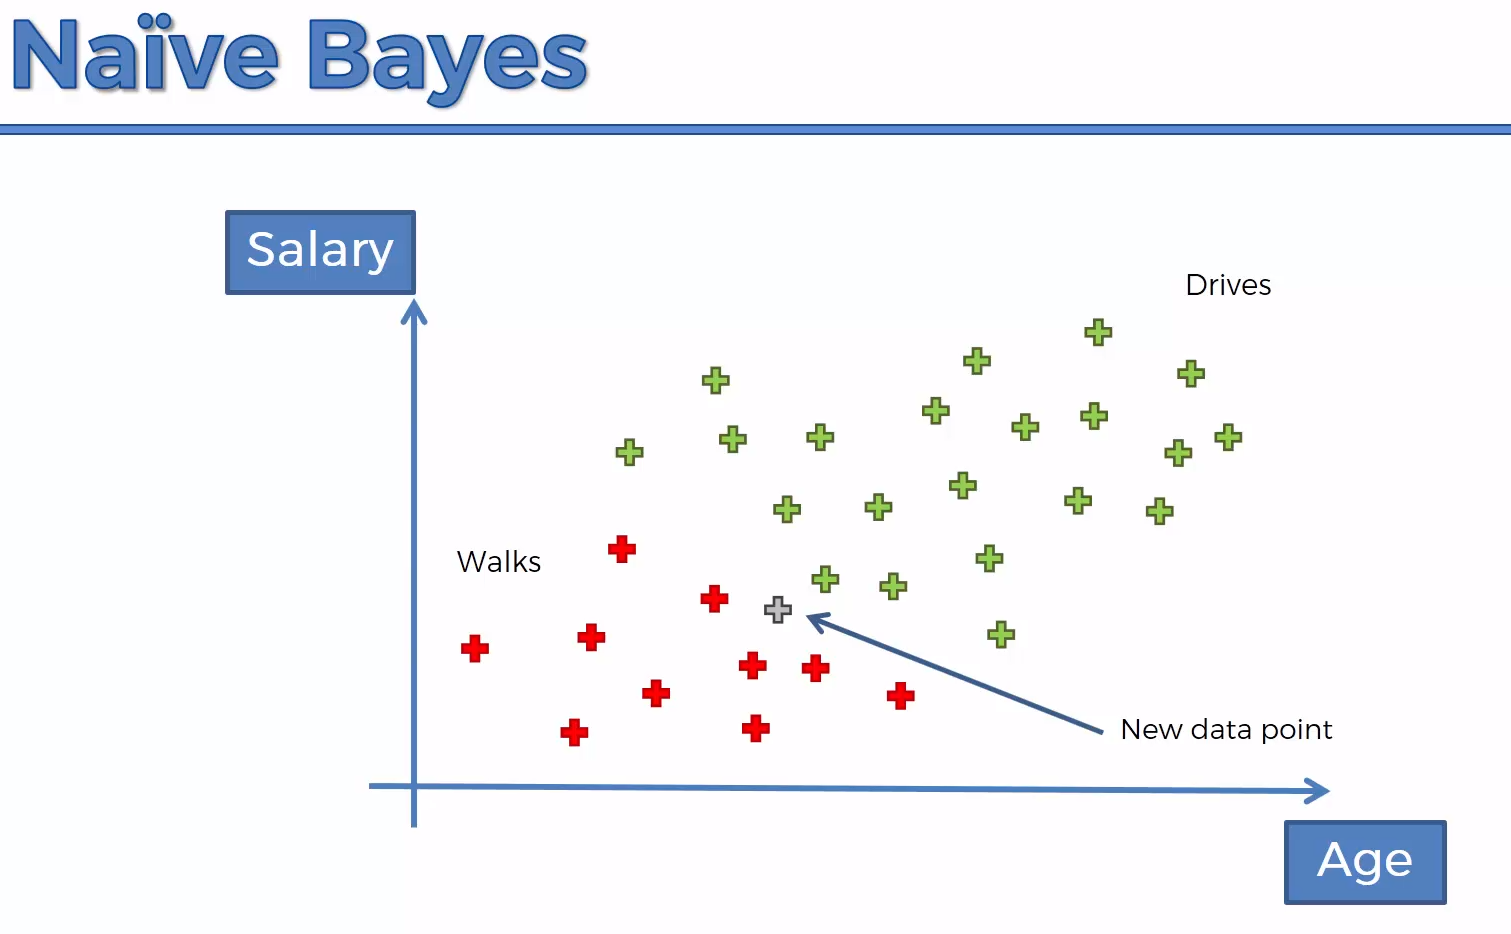 Naïve Bayes
Salary
Drives
Walks
New data point
Age